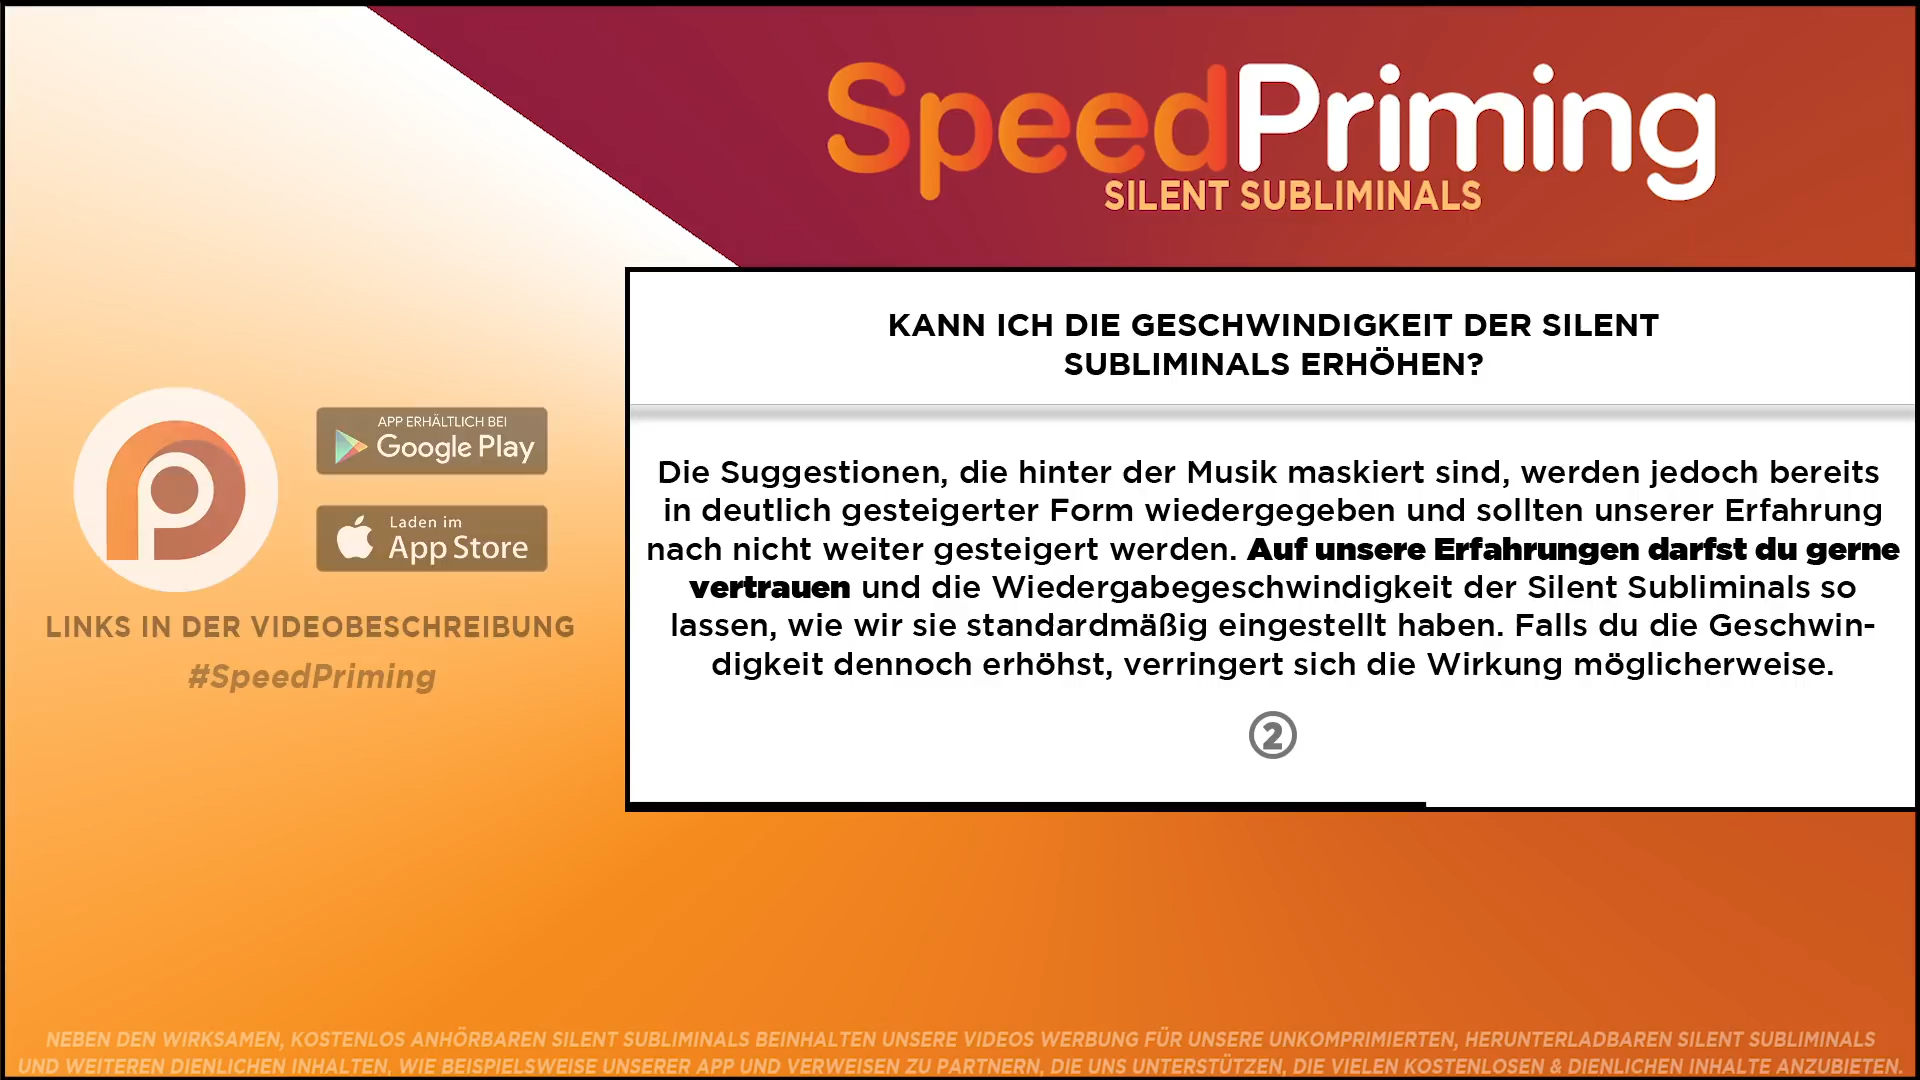 SpeedPriming
SILENT SUBLIMINALS
KANN ICH DIE GESCHWINDIGKEIT DER SILENT
SUBLIMINALS ERHÖHEN?
Die Suggestionen, die hinter der Musik maskiert sind, werden jedoch bereits
in deutlich gesteigerter Form wiedergegeben und sollten unserer Erfahrung
nach nicht weiter gesteigert werden. Auf unsere Erfahrungen darfst du gerne
vertrauen und die Wiedergabegeschwindigkeit der Silent Subliminals so
lassen, wie wir sie standardmäßig eingestellt haben. Falls du die Geschwin-
digkeit dennoch erhöhst, verringert sich die Wirkung möglicherweise.
2
APP ERHÄLTLICH BEI
Google Play
Laden im
App Store
LINKS IN DER VIDEOBESCHREIBUNG
#SpeedPriming
NEBEN DEN WIRKSAMEN, KOSTENLOS ANHÖRBAREN SILENT SUBLIMINALS BEINHALTEN UNSERE VIDEOS WERBUNG FÜR UNSERE UNKOMPRIMIERTEN, HERUNTERLADBAREN SILENT SUBLIMINALS
UND WEITEREN DIENLICHEN INHALTEN, WIE BEISPIELSWEISE UNSERER APP UND VERWEISEN ZU PARTNERN, DIE UNS UNTERSTÜTZEN, DIE VIELEN KOSTENLOSEN & DIENLICHEN INHALTE ANZUBIETEN.